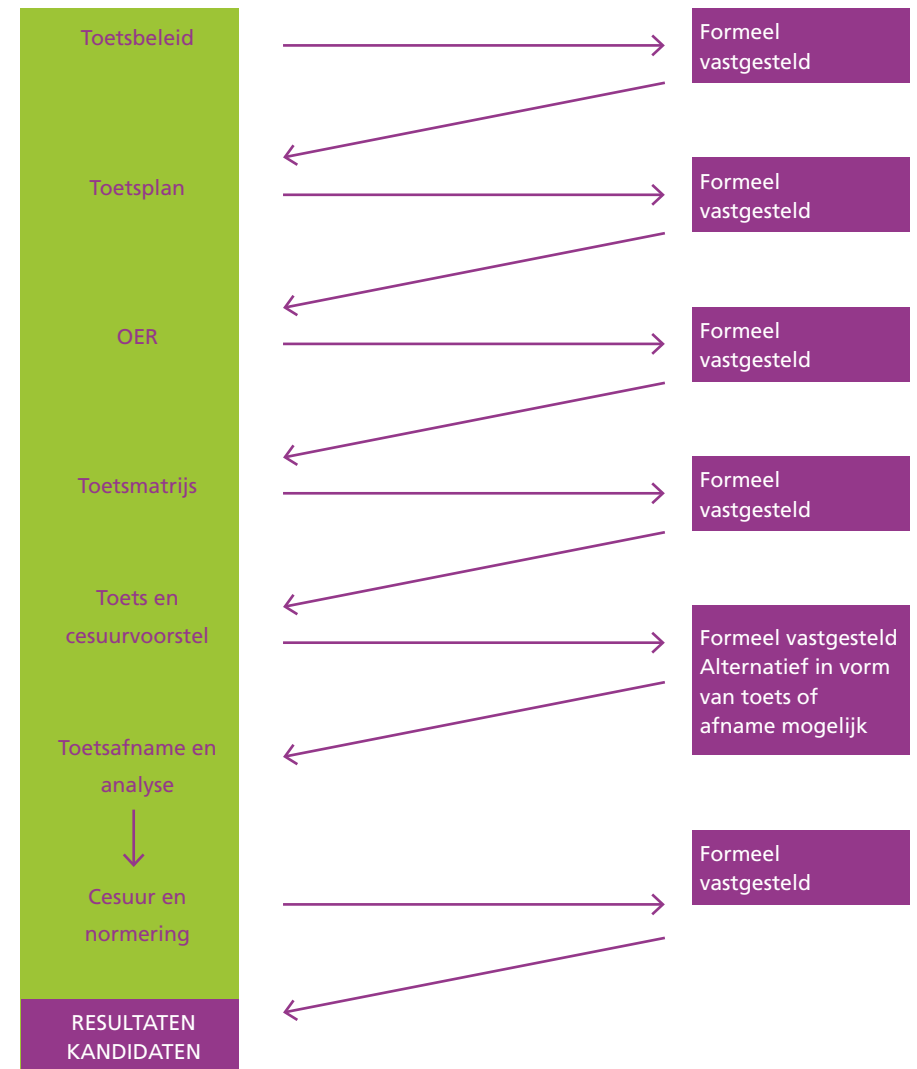 Toetsbeleid
Formeel
vastgesteld
Toetsplan
Formeel
vastgesteld
OER
Formeel
vastgesteld
Toetsmatrijs
Formeel
vastgesteld
Toets en
cesuurvoorstel
Formeel vastgesteld
Alternatief in vorm
van toets of
afname mogelijk
Toetsafname en
analyse
Cesuur en
normering
Formeel
vastgesteld
RESULTATEN
KANDIDATEN